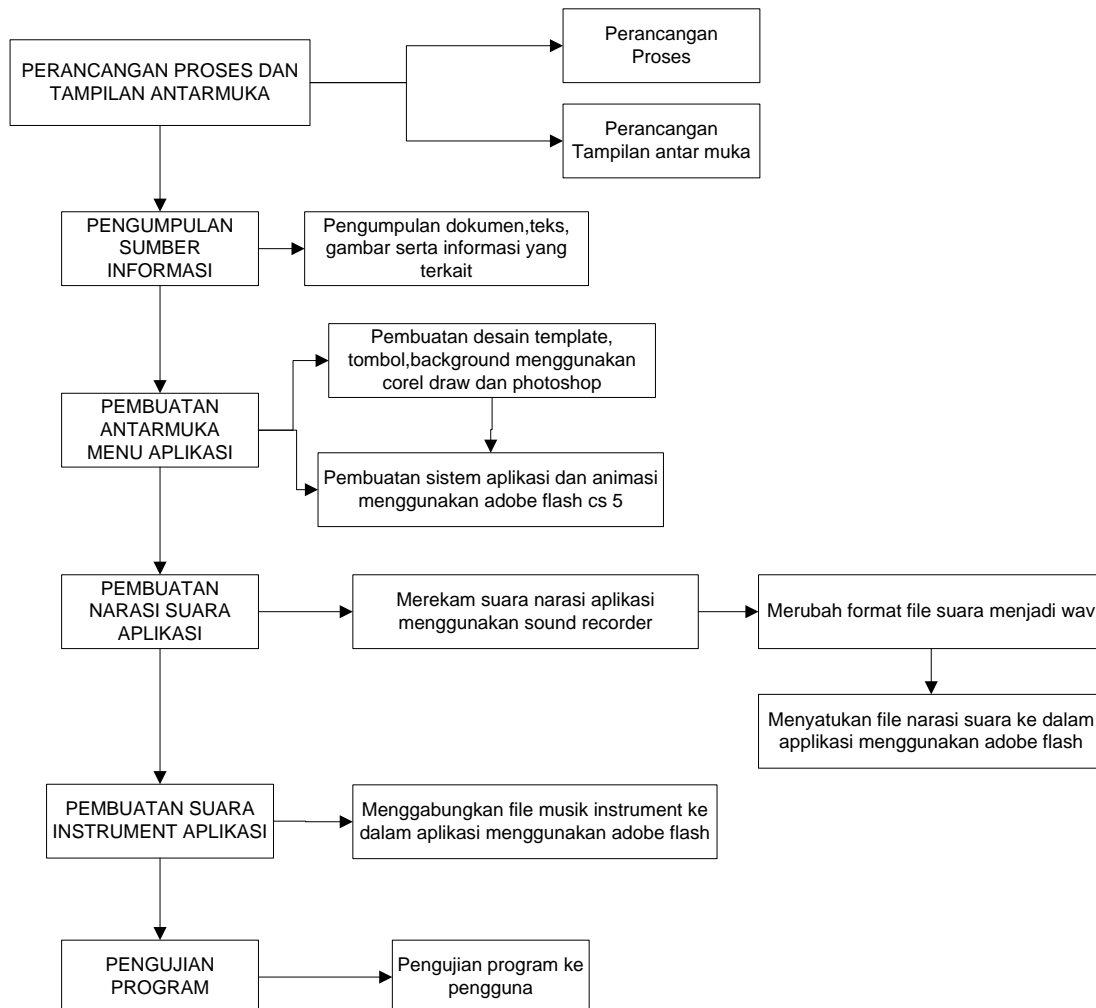 PERANCANGAN PROSES DAN
TAMPILAN ANTARMUKA
Perancangan
Proses
Perancangan
Tampilan antar muka
PENGUMPULAN
SUMBER
INFORMASI
Pengumpulan dokumen,teks,
gambar serta informasi yang
terkait
PEMBUATAN
ANTARMUKA
MENU APLIKASI
Pembuatan desain template,
tombol,background menggunakan
corel draw dan photoshop
Pembuatan sistem aplikasi dan animasi
menggunakan adobe flash cs 5
PEMBUATAN
NARASI SUARA
APLIKASI
Merekam suara narasi aplikasi
menggunakan sound recorder
Merubah format file suara menjadi wav
Menyatukan file narasi suara ke dalam
applikasi menggunakan adobe flash
PEMBUATAN SUARA
INSTRUMENT APLIKASI
Menggabungkan file musik instrument ke
dalam aplikasi menggunakan adobe flash
PENGUJIAN
PROGRAM
Pengujian program ke
pengguna